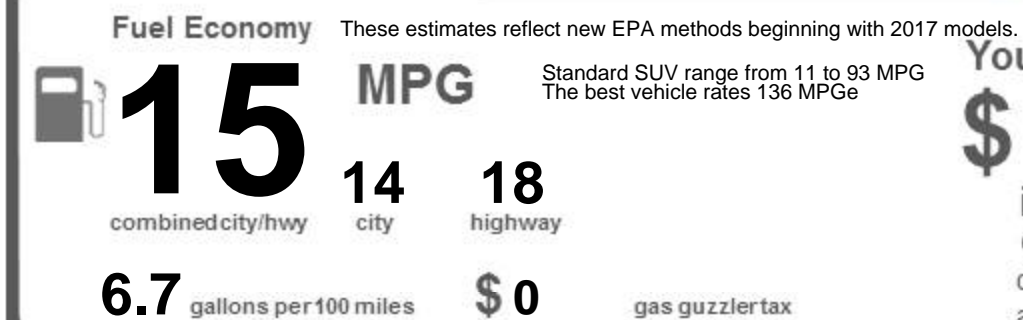 Fuel Economy These estimates reflect new EPA methods beginning with 2017 models.
15 MPG
Standard SUV range from 11 to 93 MPG
The best vehicle rates 136 MPGe
You
$
14 18
combined city/hwy city highway
6.7 gallons per 100 miles $ 0 gas guzzler tax